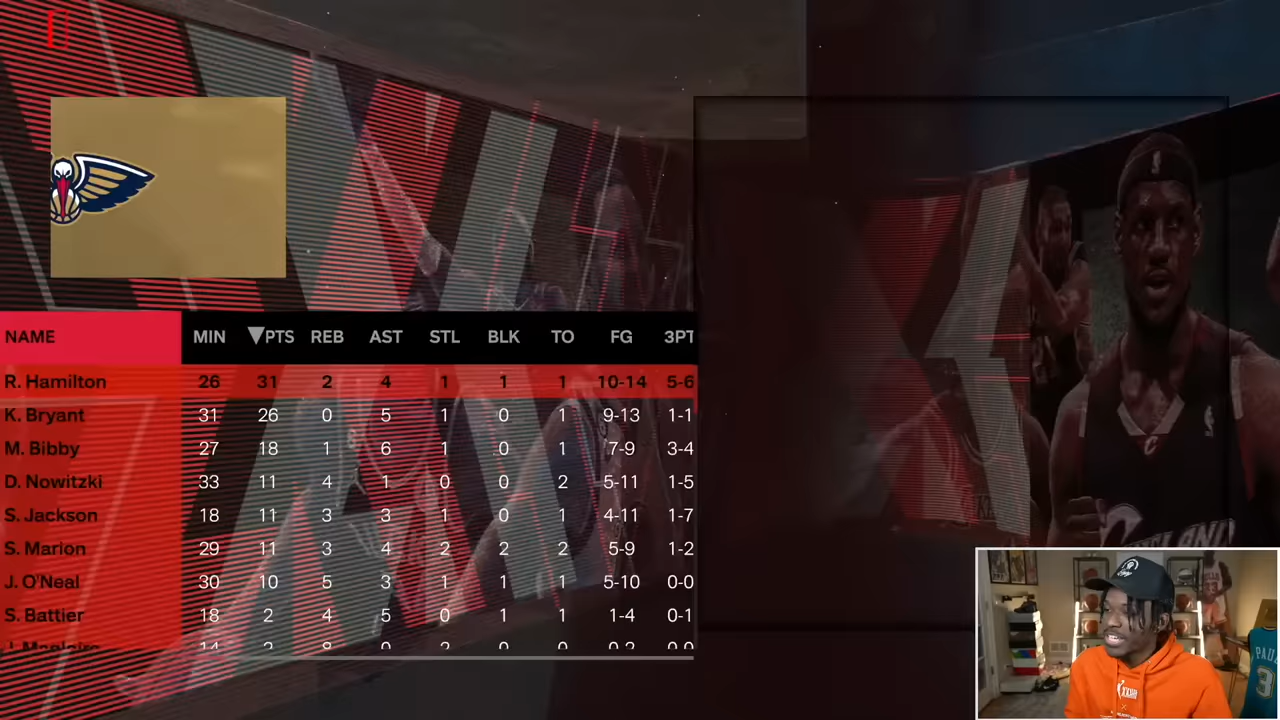 NAME MIN PTS REB AST STL BLK TO FG 3PT
R. Hamilton 26 31 2 4 1 1 1 10-14 5-6
K. Bryant 31 26 0 5 1 0 1 9-13 1-1
M. Bibby 27 18 1 6 1 0 1 7-9 3-4
D. Nowitzki 33 11 4 1 0 0 2 5-11 1-5
S. Jackson 18 11 3 3 1 0 1 4-11 1-7
S. Marion 29 11 3 4 2 2 2 5-9 1-2
J. O'Neal 30 10 5 3 1 1 1 5-10 0-0
S. Battier 18 2 4 5 0 1 1 1-4 0-1
PAUL
3